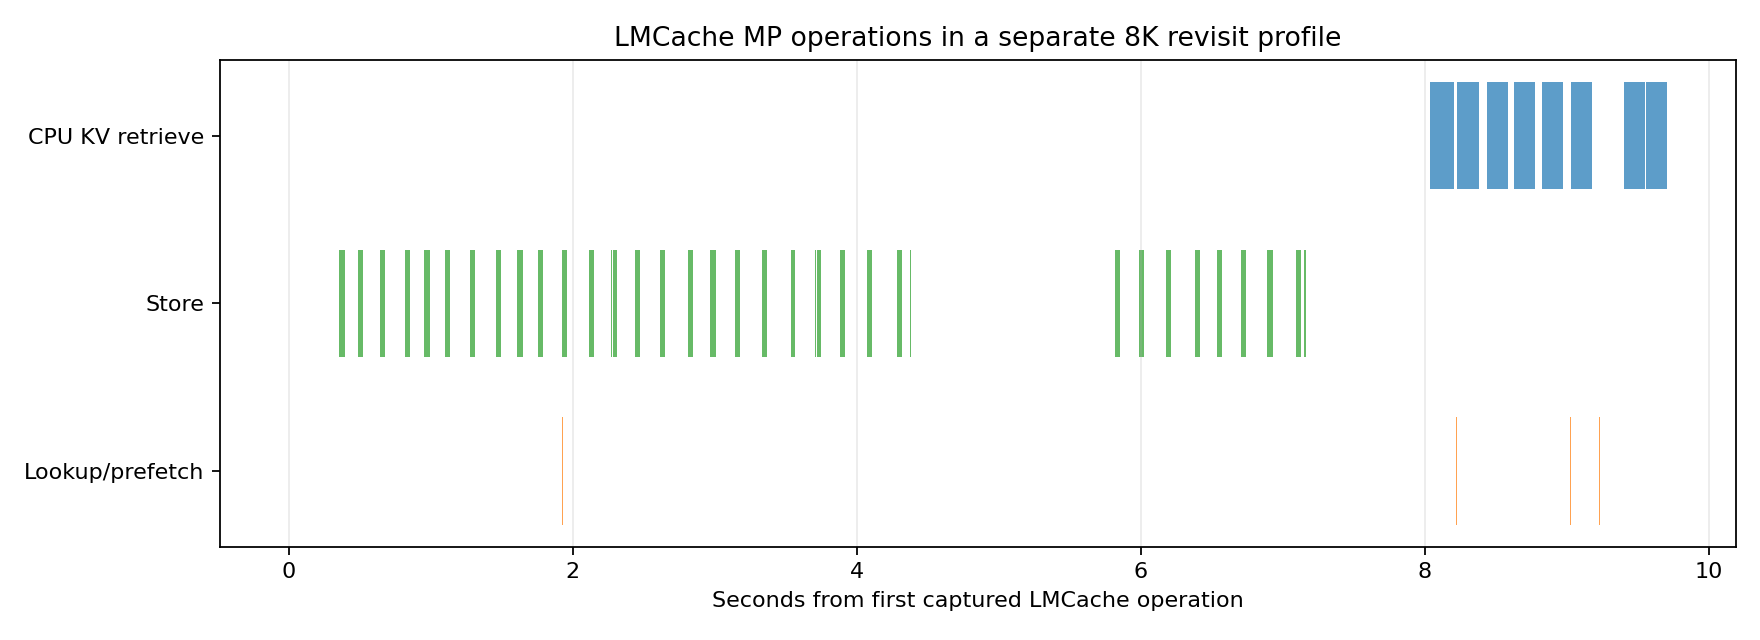 LMCache MP operations in a separate 8K revisit profile
CPU KV retrieve
Store
Lookup/prefetch
0 2 4 6 8 10
Seconds from first captured LMCache operation